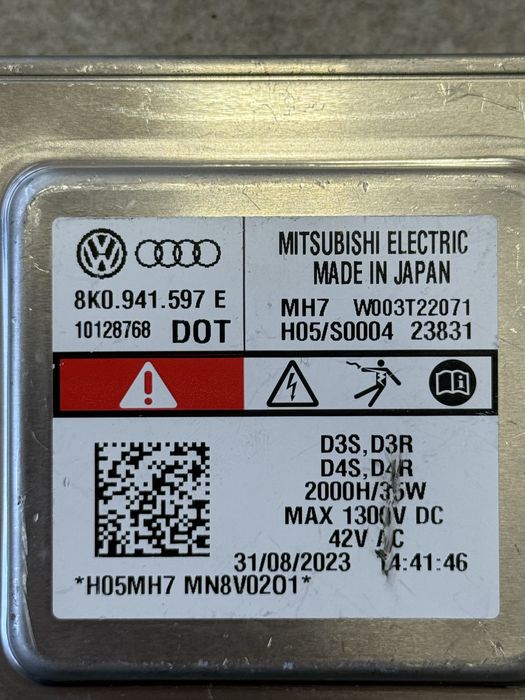 8K0.941.597 E
10128768 DOT
MITSUBISHI ELECTRIC
MADE IN JAPAN
MH7 W003T22071
H05/S0004 23831
D3S,D3R
D4S,D4R
2000H/35W
MAX 1300V DC
42V AC
31/08/2023 14:41:46
*H05MH7 MN8V0201*